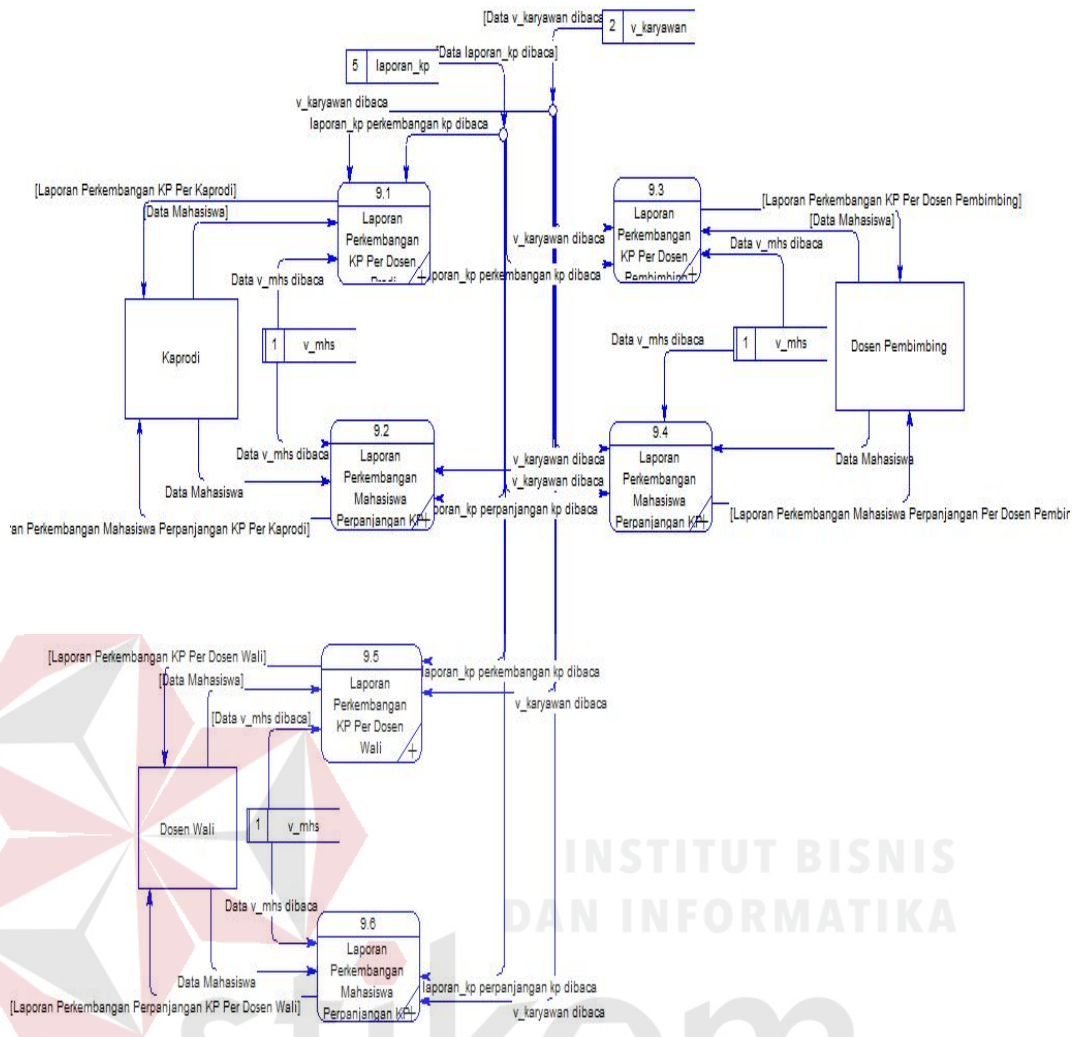 [Data v_karyawan dibaca
2 v_karyawan
[Data laporan_kp dibaca]
5 laporan_kp
v_karyawan dibaca
laporan_kp perkembangan kp dibaca
[Laporan Perkembangan KP Per Kaprodi]
[Data Mahasiswa]
9.1
Laporan
Perkembangan
KP Per Dosen
Prodi
Data v_mhs dibaca
v_karyawan dibaca
laporan_kp perkembangan kp dibaca
9.3
Laporan
Perkembangan
KP Per Dosen
Pembimbing
[Laporan Perkembangan KP Per Dosen Pembimbing]
[Data Mahasiswa]
Data v_mhs dibaca
Kaprodi
1 v_mhs
Data v_mhs dibaca
1 v_mhs
Dosen Pembimbing
9.2
Laporan
Perkembangan
Mahasiswa
Perpanjangan KP
Data v_mhs dibaca
Data Mahasiswa
ran Perkembangan Mahasiswa Perpanjangan KP Per Kaprodi]
v_karyawan dibaca
v_karyawan dibaca
poran_kp perpanjangan kp dibaca
9.4
Laporan
Perkembangan
Mahasiswa
Perpanjangan KP
Data Mahasiswa
[Laporan Perkembangan Mahasiswa Perpanjangan Per Dosen Pembin
[Laporan Perkembangan KP Per Dosen Wali]
[Data Mahasiswa]
[Data v_mhs dibaca]
9.5
Laporan
Perkembangan
KP Per Dosen
Wali
laporan_kp perkembangan kp dibaca
v_karyawan dibaca
Dosen Wali
1 v_mhs
Data v_mhs dibaca
Data Mahasiswa
[Laporan Perkembangan Perpanjangan KP Per Dosen Wali]
9.6
Laporan
Perkembangan
Mahasiswa
Perpanjangan KP
laporan_kp perpanjangan kp dibaca
v_karyawan dibaca
INSTITUT BISNIS
DAN INFORMATIKA
stikom